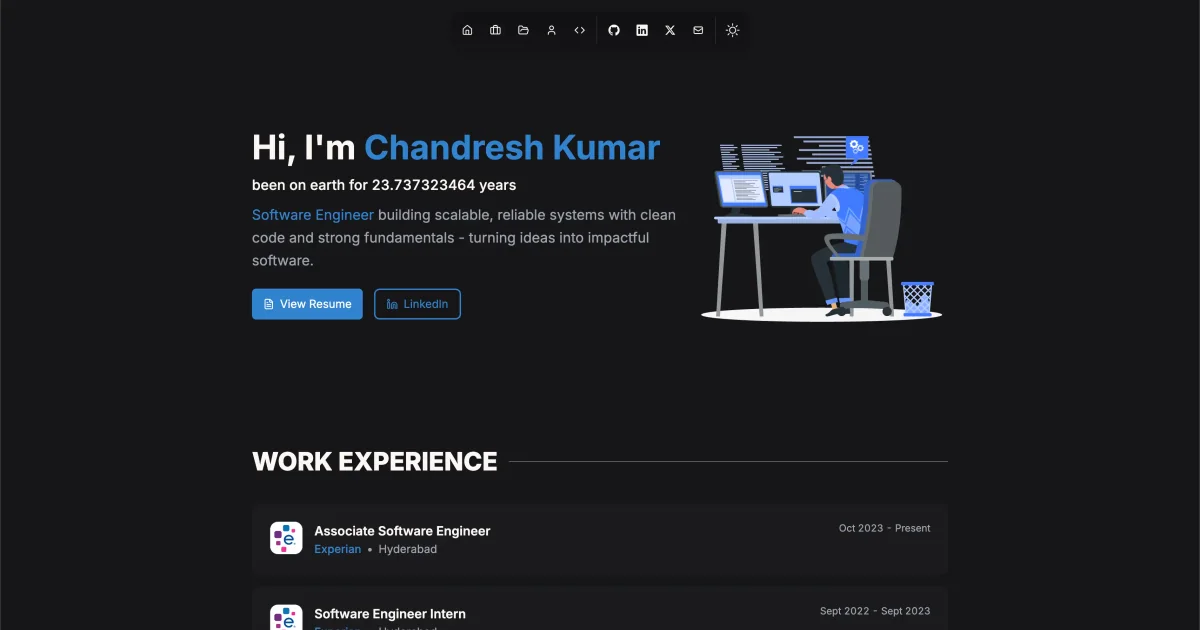 Hi, I'm Chandresh Kumar
been on earth for 23.737323464 years
Software Engineer building scalable, reliable systems with clean
code and strong fundamentals - turning ideas into impactful
software.
View Resume
LinkedIn
WORK EXPERIENCE
Associate Software Engineer
Oct 2023 - Present
Experian • Hyderabad
Software Engineer Intern
Sept 2022 - Sept 2023
Experian • Hyderabad